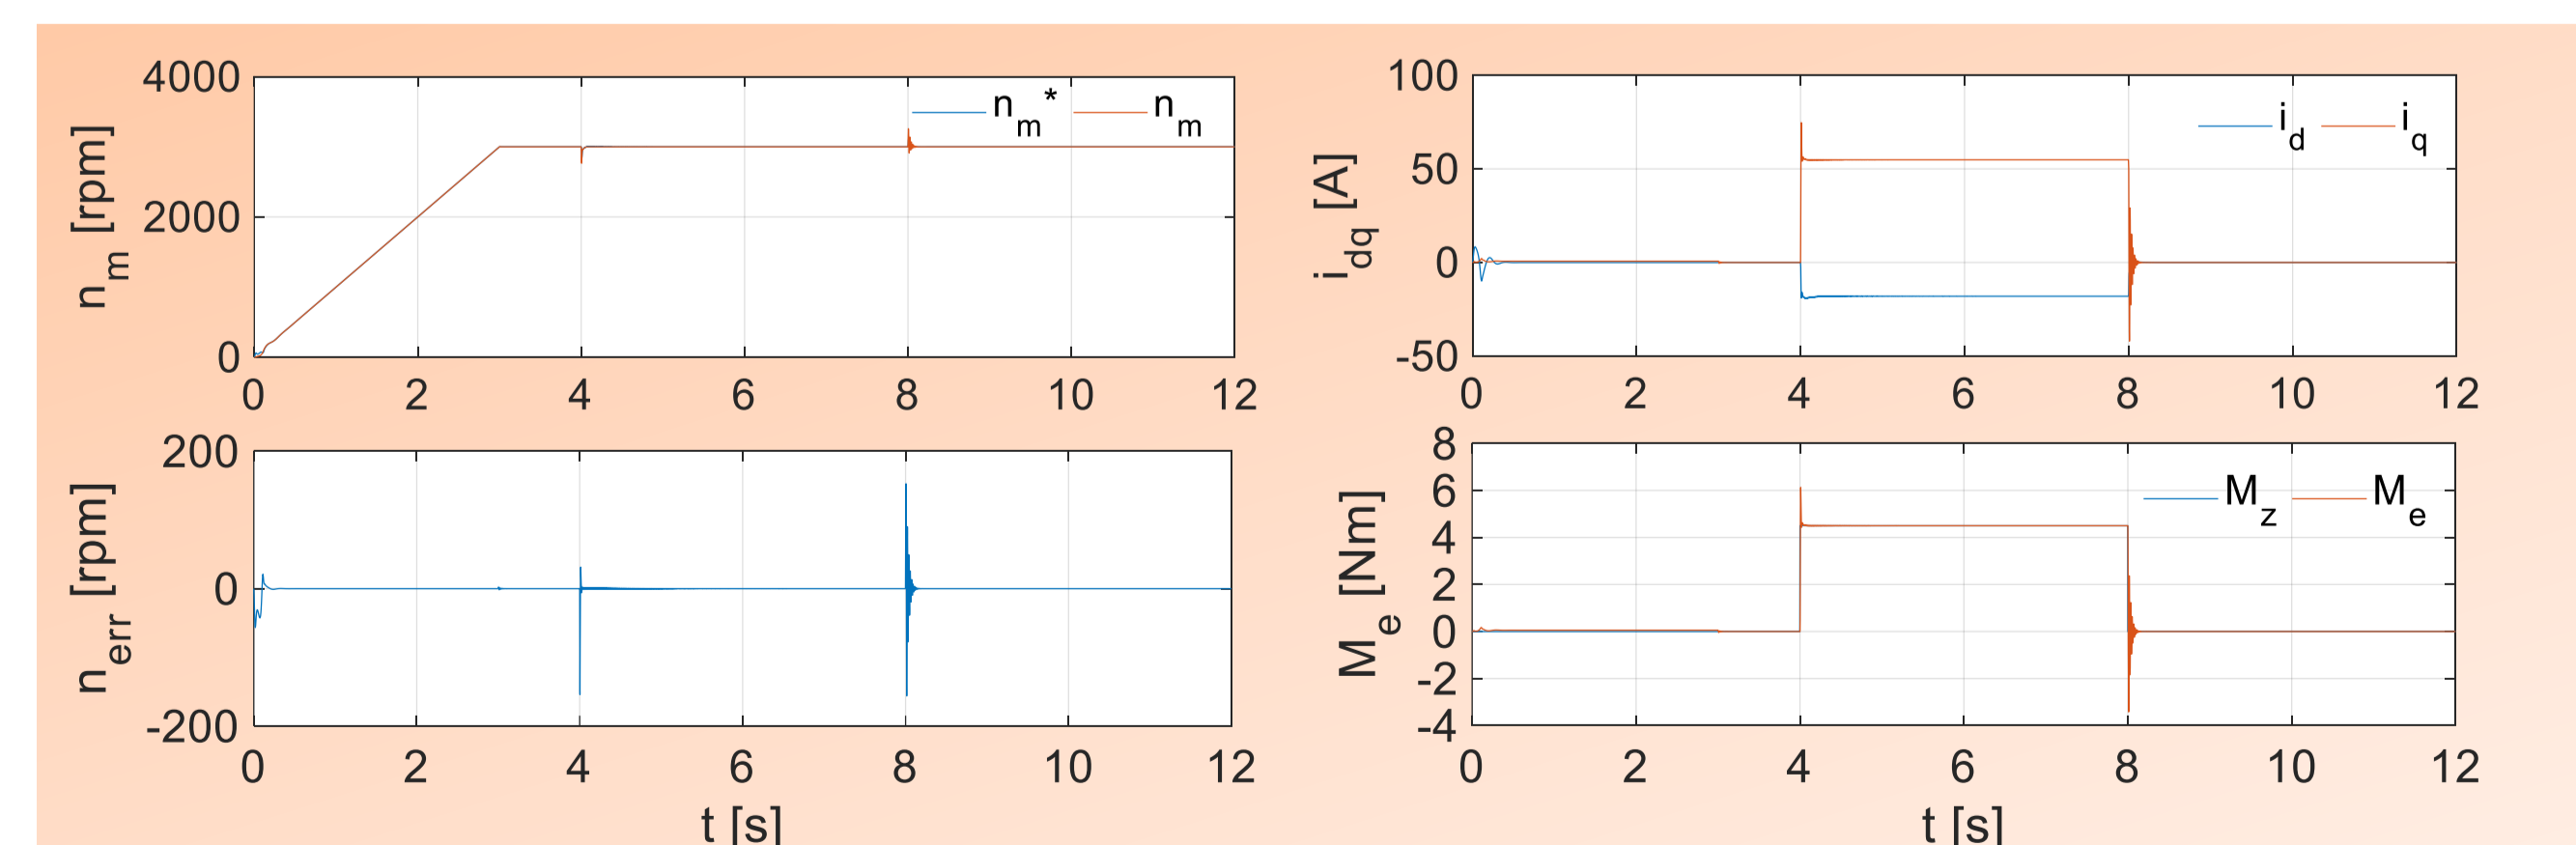 4000
2000
0
n_m [rpm]
n_m* n_m
0 2 4 6 8 10 12
100
50
0
-50
i_dq [A]
i_d i_q
0 2 4 6 8 10 12
200
0
-200
n_err [rpm]
0 2 4 6 8 10 12
t [s]
8
6
4
2
0
-2
-4
M_e [Nm]
M_z M_e
0 2 4 6 8 10 12
t [s]